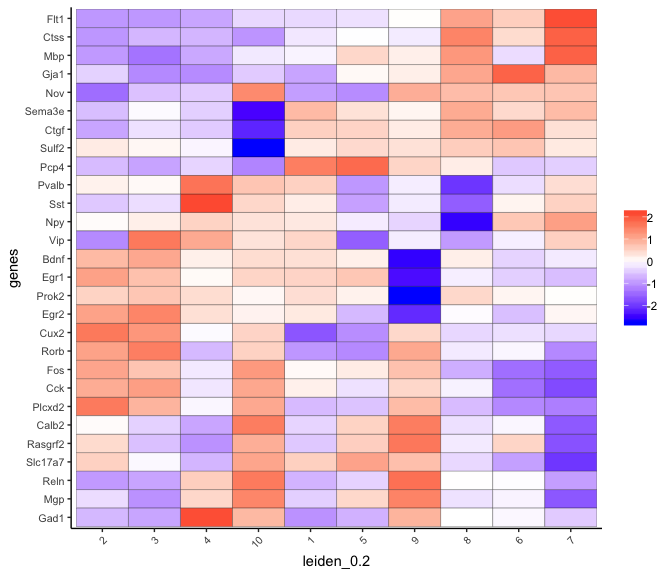 genes
Flt1
Ctss
Mbp
Gja1
Nov
Sema3e
Ctgf
Sulf2
Pcp4
Pvalb
Sst
Npy
Vip
Bdnf
Egr1
Prok2
Egr2
Cux2
Rorb
Fos
Cck
Plcxd2
Calb2
Rasgrf2
Slc17a7
Reln
Mgp
Gad1
2 3 4 10 1 5 9 8 6 7
leiden_0.2
2
1
0
-1
-2